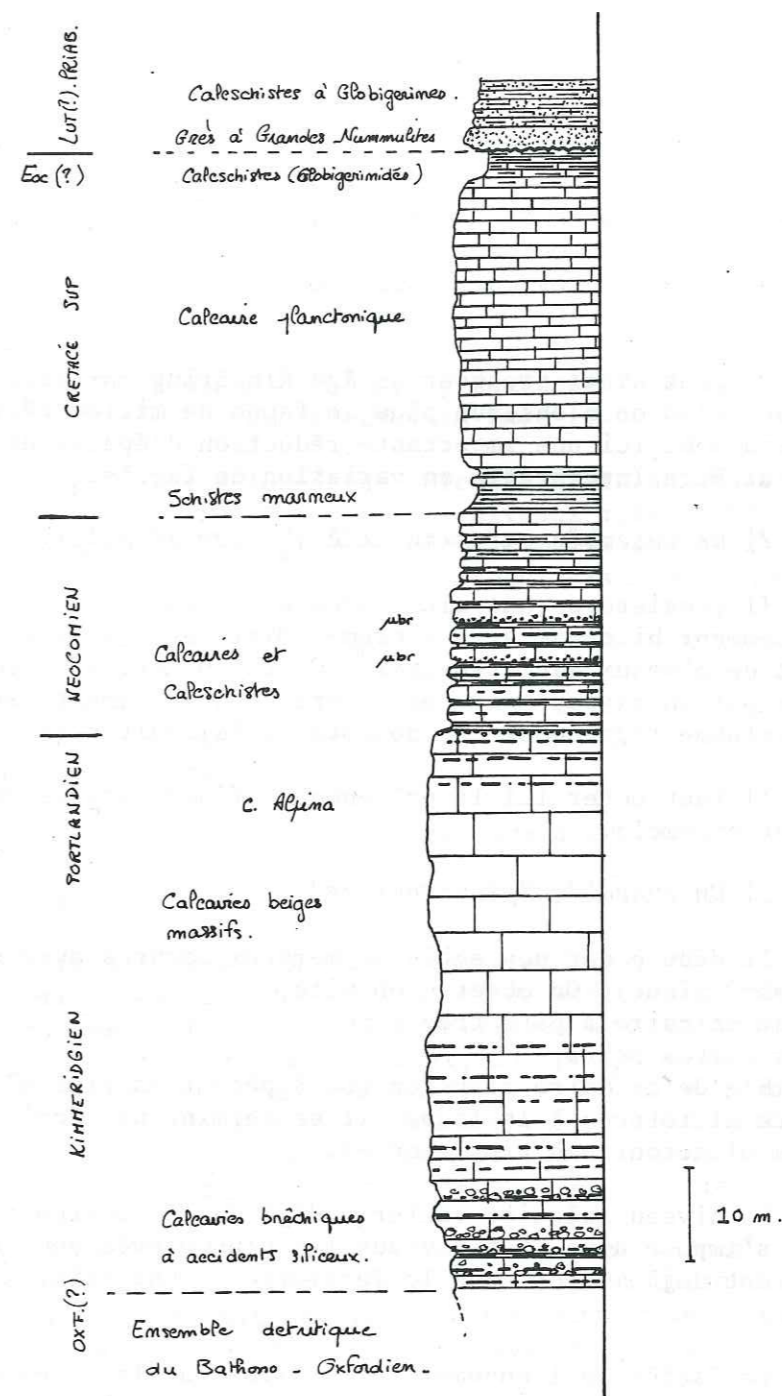 LUT(?). PRIAB.
Calcschistes à Globigerines.
Grès à Grandes Nummulites
Eoc (?)
Calcschistes (Globigerinidés)
CRETACÉ SUP
Calcaire planctonique
Schistes marneux
NEOCOMIEN
µbr
µbr
Calcaires et
Calcschistes
PORTLANDIEN
C. Alpina
Calcaires beiges
massifs.
KIMMERIDGIEN
Calcaires bréchiques
à accidents siliceux.
10 m.
OXF. (?)
Ensemble detritique
du Bathono - Oxfordien -